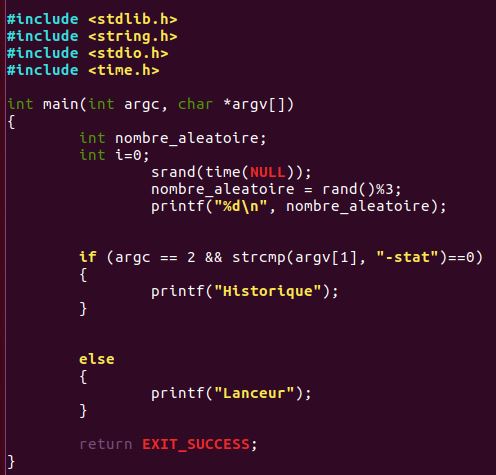 #include <stdlib.h>
#include <string.h>
#include <stdio.h>
#include <time.h>
int main(int argc, char *argv[])
{
int nombre_aleatoire;
int i=0;
srand(time(NULL));
nombre_aleatoire = rand()%3;
printf("%d\n", nombre_aleatoire);
if (argc == 2 && strcmp(argv[1], "-stat")==0)
{
printf("Historique");
}
else
{
printf("Lanceur");
}
return EXIT_SUCCESS;
}